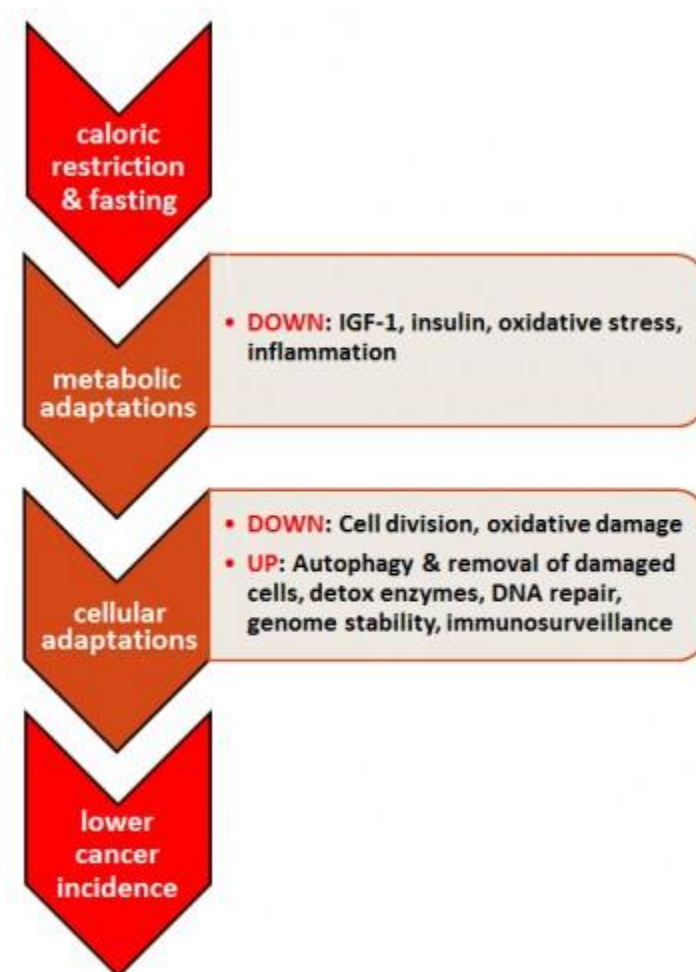 caloric
restriction
& fasting
metabolic
adaptations
• DOWN: IGF-1, insulin, oxidative stress,
inflammation
cellular
adaptations
• DOWN: Cell division, oxidative damage
• UP: Autophagy & removal of damaged
cells, detox enzymes, DNA repair,
genome stability, immunosurveillance
lower
cancer
incidence